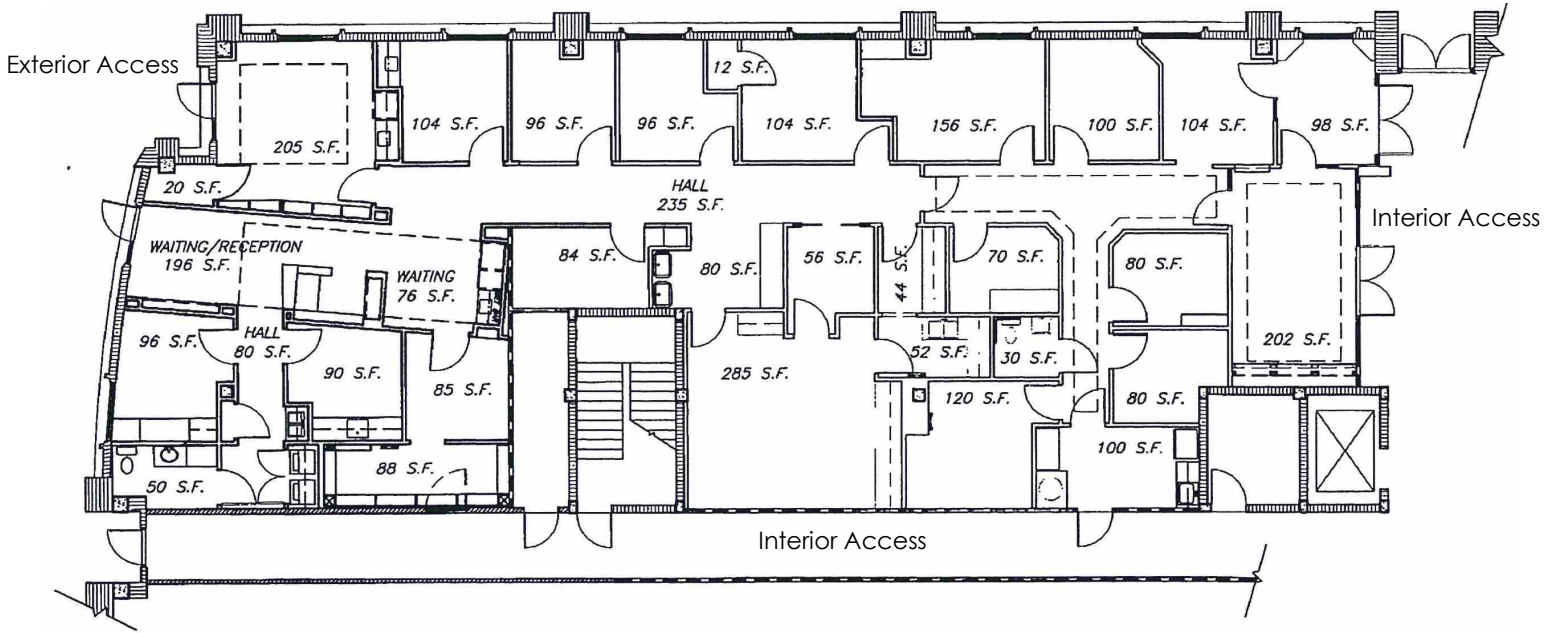 Exterior Access
12 S.F.
104 S.F.
96 S.F.
96 S.F.
104 S.F.
156 S.F.
100 S.F.
104 S.F.
98 S.F.
205 S.F.
20 S.F.
HALL
235 S.F.
Interior Access
WAITING/RECEPTION
196 S.F.
WAITING
76 S.F.
84 S.F.
80 S.F.
56 S.F.
44 S.F.
70 S.F.
80 S.F.
202 S.F.
96 S.F.
HALL
80 S.F.
90 S.F.
85 S.F.
285 S.F.
52 S.F.
30 S.F.
120 S.F.
80 S.F.
100 S.F.
88 S.F.
50 S.F.
Interior Access